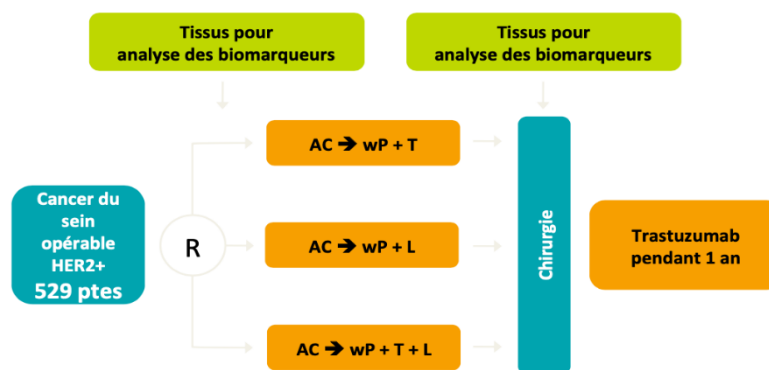 Tissus pour
analyse des biomarqueurs
Tissus pour
analyse des biomarqueurs
AC ➔ wP + T
Cancer du
sein
opérable
HER2+
529 ptes
R
AC ➔ wP + L
Chirurgie
Trastuzumab
pendant 1 an
AC ➔ wP + T + L